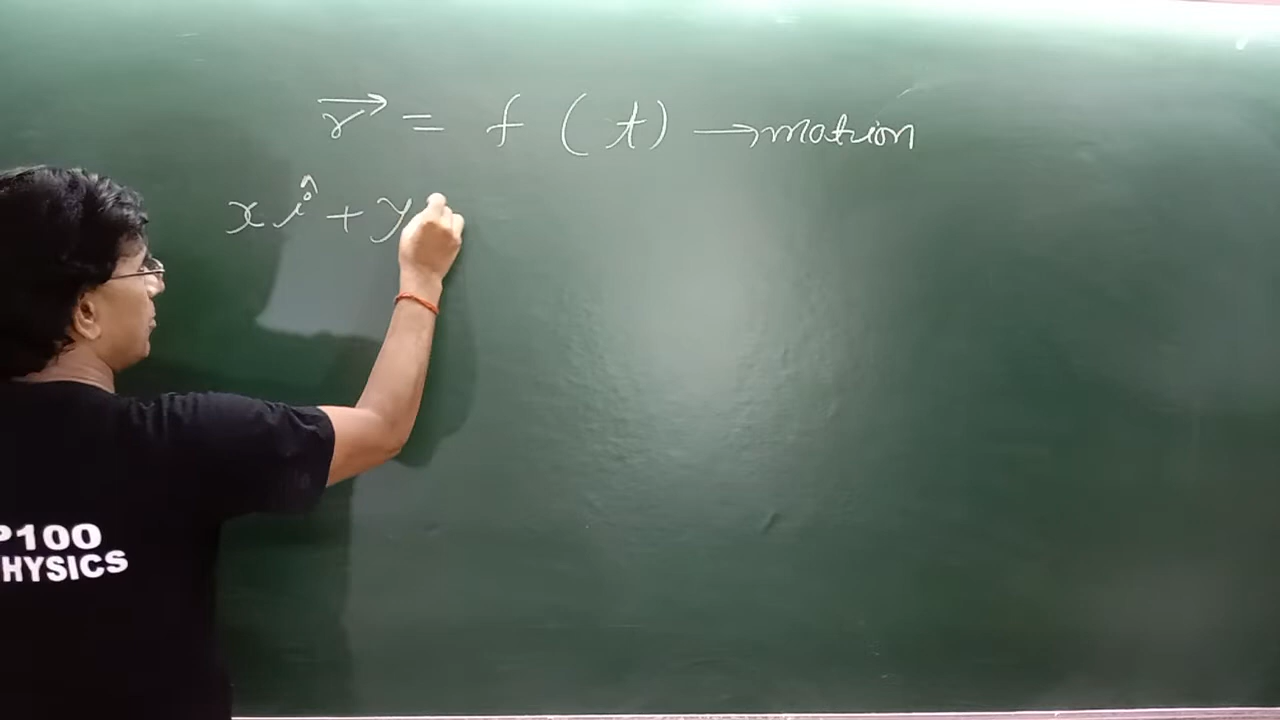 r⃗ = f (t) → motion
x î + y
P100
HYSICS